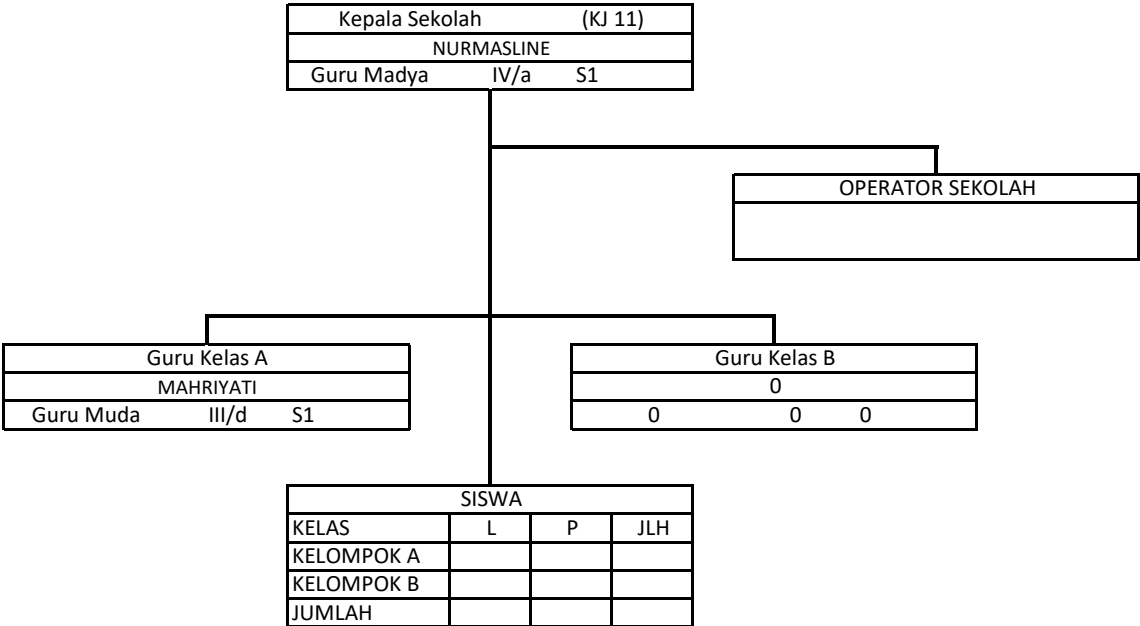 Kepala Sekolah (KJ 11)
NURMASLINE
Guru Madya IV/a S1
OPERATOR SEKOLAH
Guru Kelas A
MAHRIYATI
Guru Muda III/d S1
Guru Kelas B
0
0 0 0
SISWA
KELAS L P JLH
KELOMPOK A
KELOMPOK B
JUMLAH